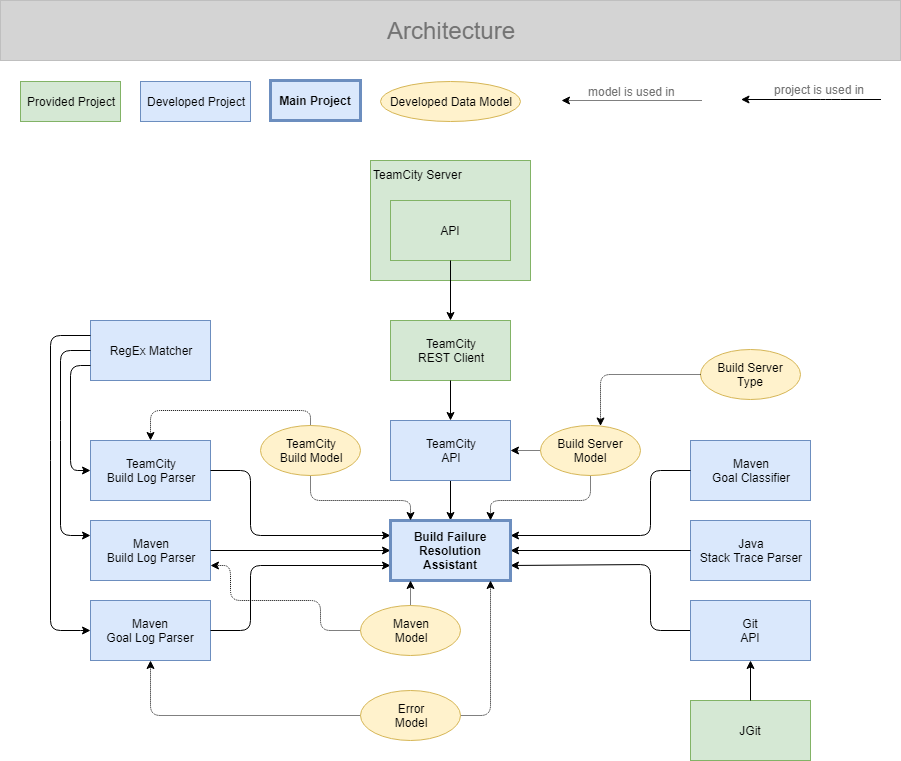 Architecture
Provided Project
Developed Project
Main Project
Developed Data Model
model is used in
project is used in
TeamCity Server
API
TeamCity
REST Client
RegEx Matcher
Build Server
Type
TeamCity
Build Log Parser
TeamCity
Build Model
TeamCity
API
Build Server
Model
Maven
Goal Classifier
Maven
Build Log Parser
Build Failure
Resolution
Assistant
Java
Stack Trace Parser
Maven
Goal Log Parser
Maven
Model
Git
API
Error
Model
JGit